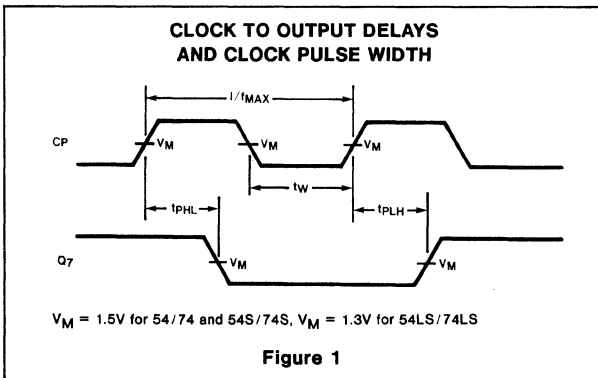 CLOCK TO OUTPUT DELAYS
AND CLOCK PULSE WIDTH
I/fMAX
CP
VM
VM
VM
tW
tPHL
tPLH
Q7
VM
VM
VM = 1.5V for 54/74 and 54S/74S, VM = 1.3V for 54LS/74LS
Figure 1